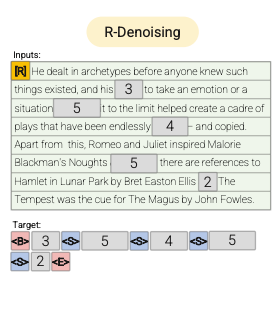 R-Denoising
Inputs:
[R] He dealt in archetypes before anyone knew such
things existed, and his 3 to take an emotion or a
situation 5 t to the limit helped create a cadre of
plays that have been endlessly 4 – and copied.
Apart from this, Romeo and Juliet inspired Malorie
Blackman's Noughts 5 there are references to
Hamlet in Lunar Park by Bret Easton Ellis 2 The
Tempest was the cue for The Magus by John Fowles.
Target:
<B> 3 <S> 5 <S> 4 <S> 5
<S> 2 <E>